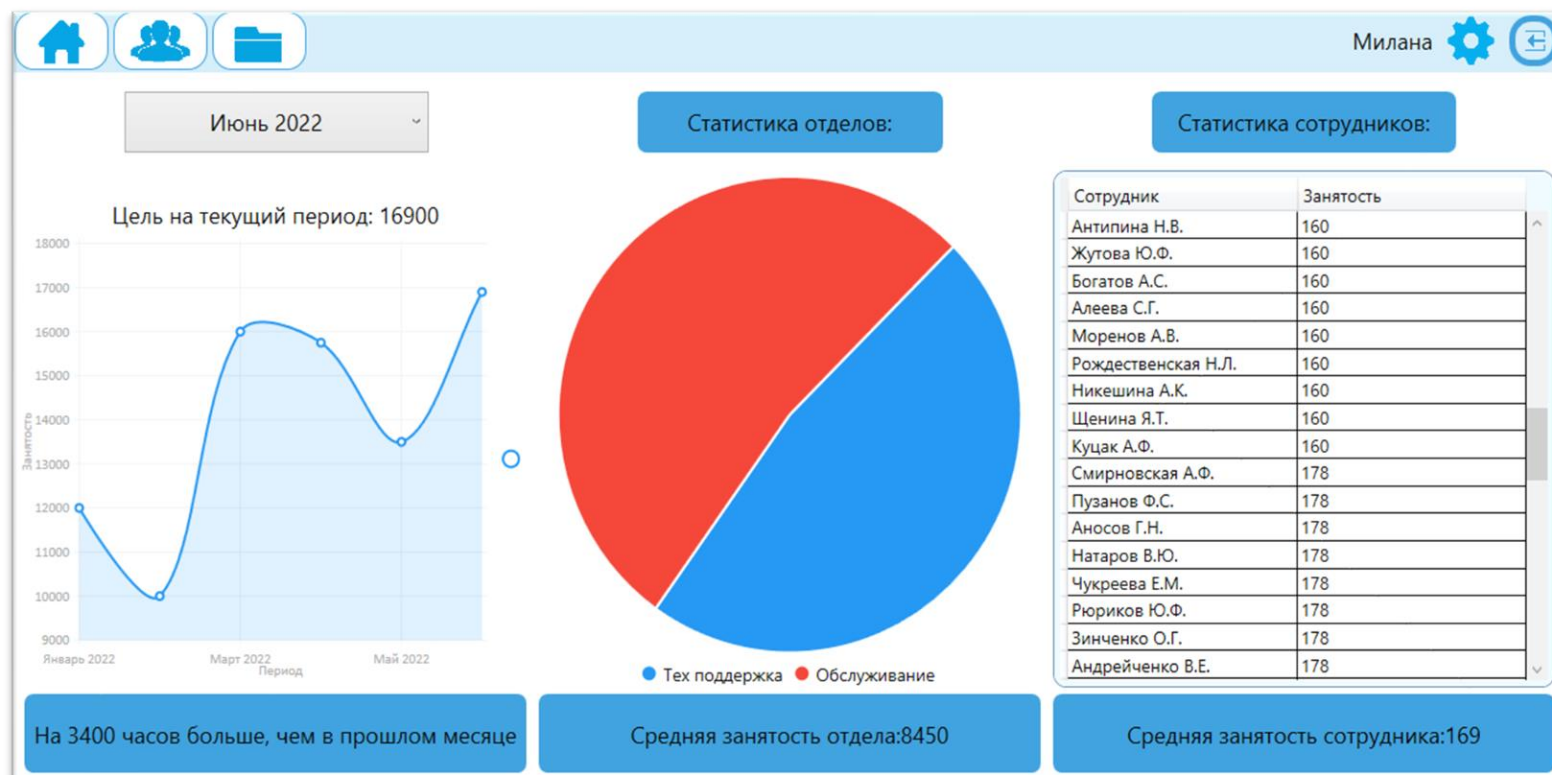 Милана
Июнь 2022
Статистика отделов:
Статистика сотрудников:
Цель на текущий период: 16900
18000
17000
16000
15000
14000
13000
12000
11000
10000
9000
Занятость
Январь 2022 Март 2022 Май 2022
Период
Тех поддержка Обслуживание
Сотрудник Занятость
Антипина Н.В. 160
Жутова Ю.Ф. 160
Богатов А.С. 160
Алеева С.Г. 160
Моренов А.В. 160
Рождественская Н.Л. 160
Никешина А.К. 160
Щенина Я.Т. 160
Куцак А.Ф. 160
Смирновская А.Ф. 178
Пузанов Ф.С. 178
Аносов Г.Н. 178
Натаров В.Ю. 178
Чукреева Е.М. 178
Рюриков Ю.Ф. 178
Зинченко О.Г. 178
Андрейченко В.Е. 178
На 3400 часов больше, чем в прошлом месяце
Средняя занятость отдела:8450
Средняя занятость сотрудника:169